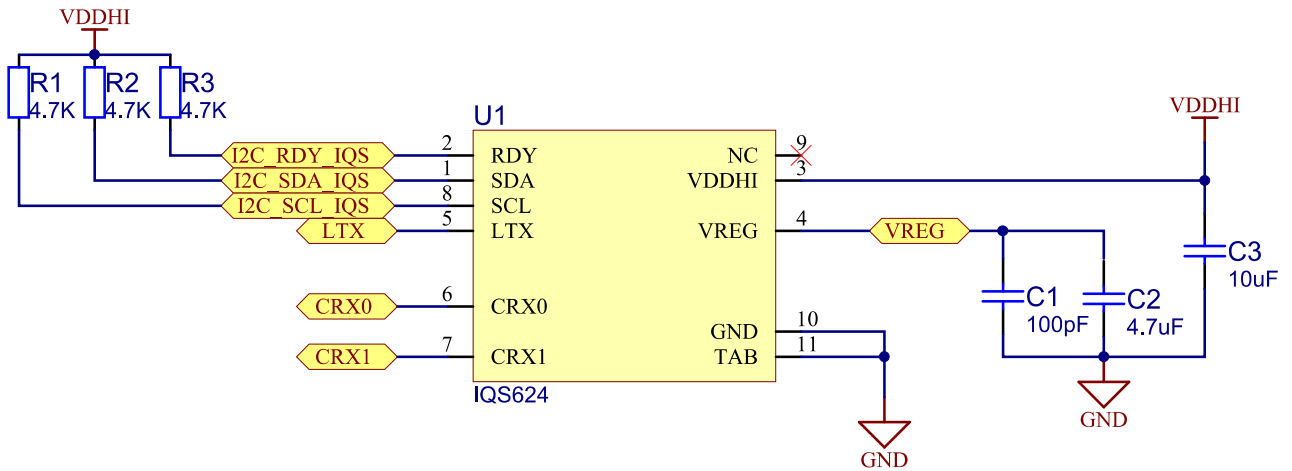 VDDHI
R1
4.7K
R2
4.7K
R3
4.7K
I2C_RDY_IQS
I2C_SDA_IQS
I2C_SCL_IQS
LTX
CRX0
CRX1
U1
2 RDY
1 SDA
8 SCL
5 LTX
6 CRX0
7 CRX1
NC 9
VDDHI 3
VREG 4
GND 10
TAB 11
IQS624
GND
VREG
C1
100pF
C2
4.7uF
GND
VDDHI
C3
10uF